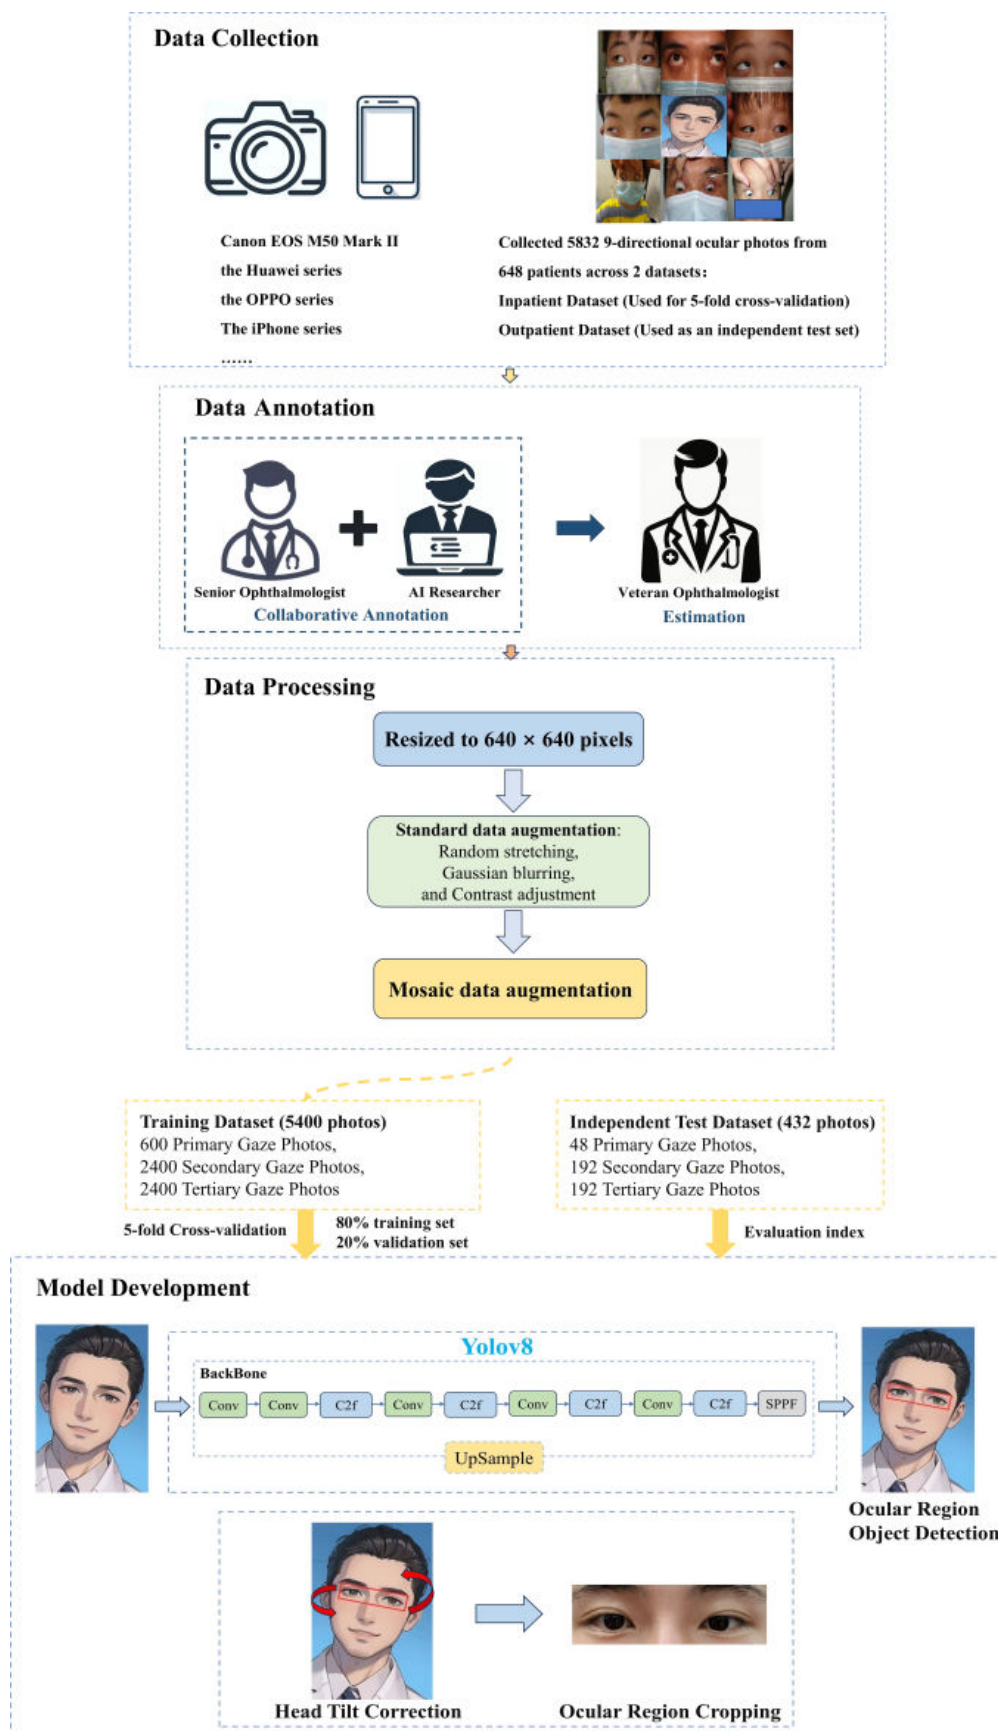 Data Collection
Canon EOS M50 Mark II
the Huawei series
the OPPO series
The iPhone series
......
Collected 5832 9-directional ocular photos from
648 patients across 2 datasets:
Inpatient Dataset (Used for 5-fold cross-validation)
Outpatient Dataset (Used as an independent test set)
Data Annotation
Senior Ophthalmologist
AI Researcher
Collaborative Annotation
Veteran Ophthalmologist
Estimation
Data Processing
Resized to 640 × 640 pixels
Standard data augmentation:
Random stretching,
Gaussian blurring,
and Contrast adjustment
Mosaic data augmentation
Training Dataset (5400 photos)
600 Primary Gaze Photos,
2400 Secondary Gaze Photos,
2400 Tertiary Gaze Photos
Independent Test Dataset (432 photos)
48 Primary Gaze Photos,
192 Secondary Gaze Photos,
192 Tertiary Gaze Photos
5-fold Cross-validation
80% training set
20% validation set
Evaluation index
Model Development
Yolov8
BackBone
Conv
Conv
C2f
Conv
C2f
Conv
C2f
Conv
C2f
SPPF
UpSample
Ocular Region
Object Detection
Head Tilt Correction
Ocular Region Cropping